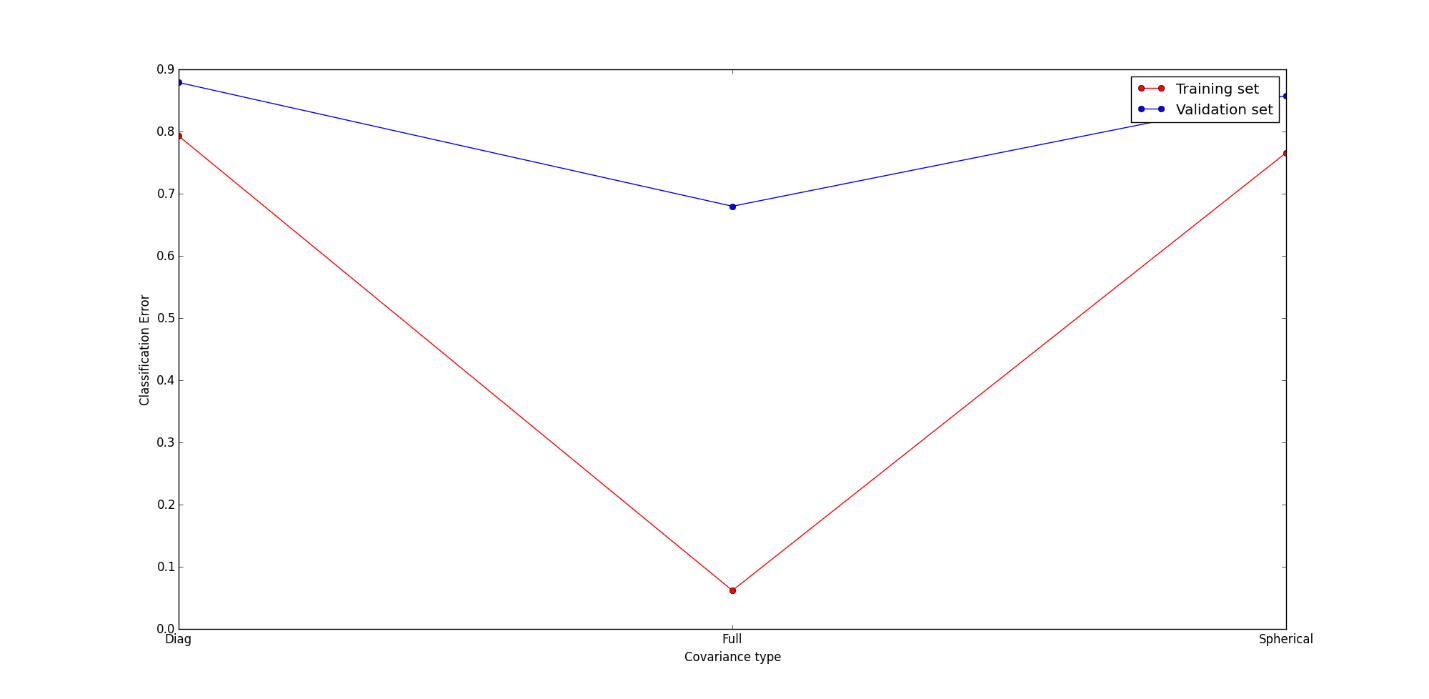 0.9
0.8
0.7
0.6
0.5
0.4
0.3
0.2
0.1
0.0
Classification Error
Training set
Validation set
Diag
Full
Spherical
Covariance type